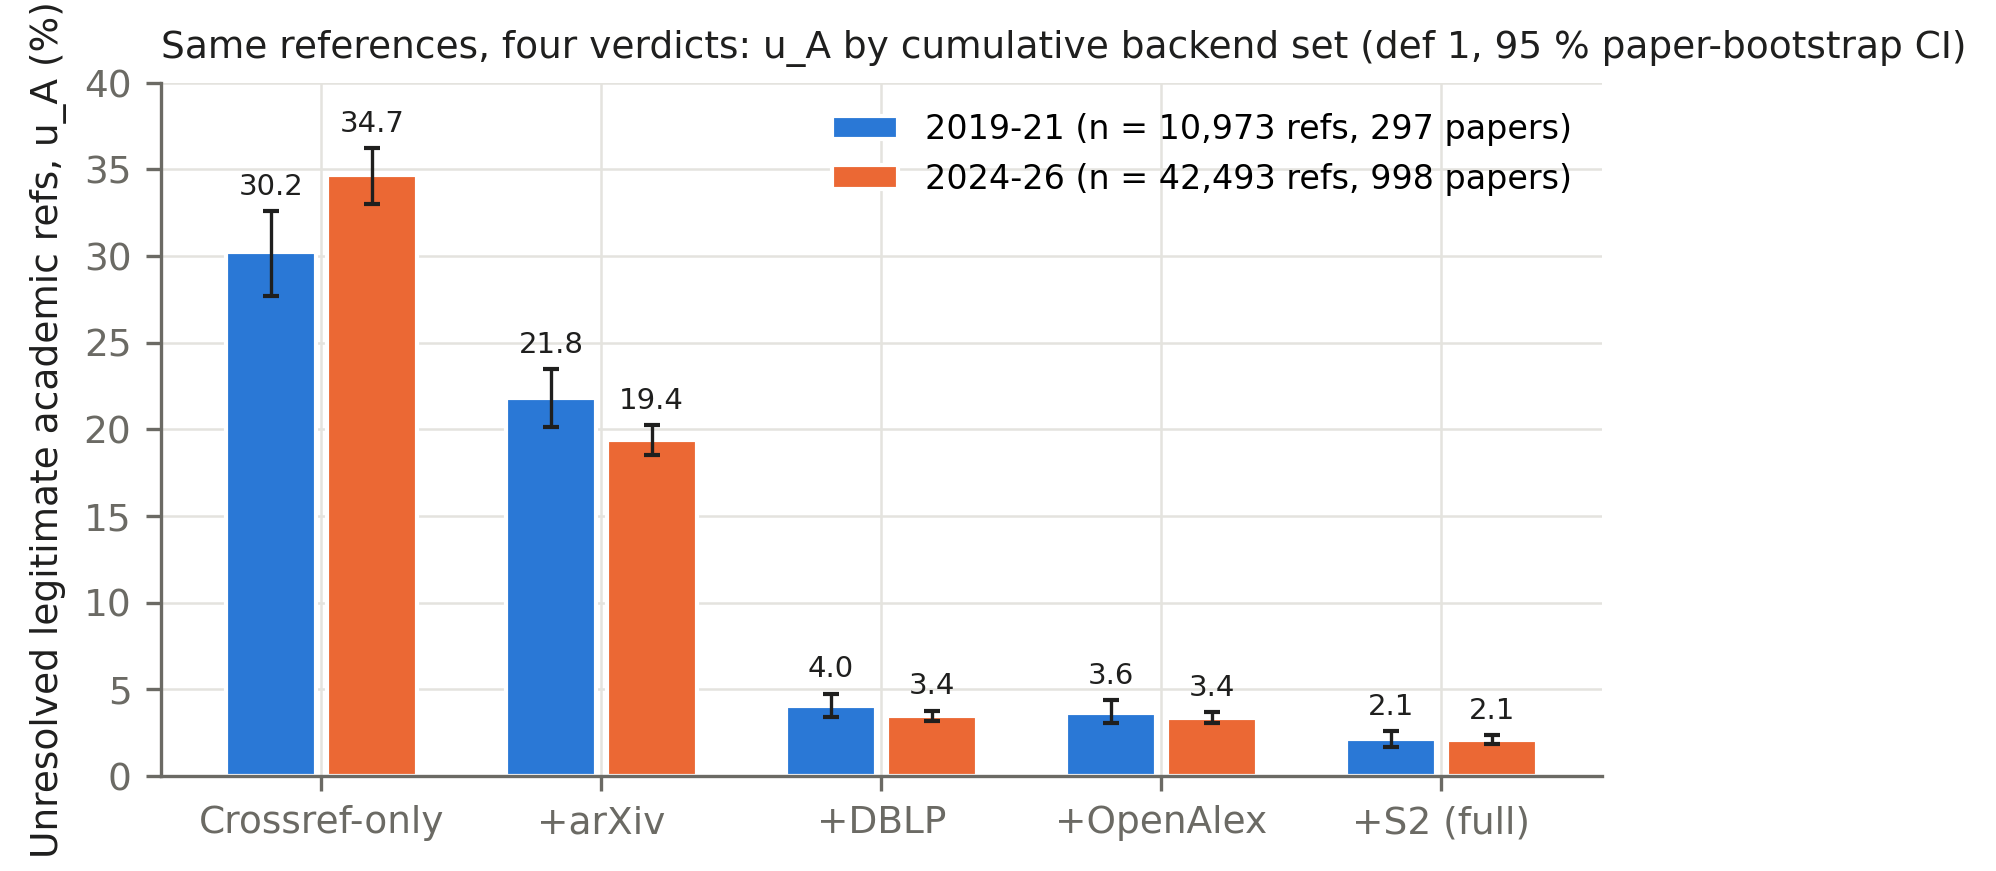 Same references, four verdicts: u_A by cumulative backend set (def 1, 95 % paper-bootstrap CI)
Unresolved legitimate academic refs, u_A (%)
40
35
30
25
20
15
10
5
0
2019-21 (n = 10,973 refs, 297 papers)
2024-26 (n = 42,493 refs, 998 papers)
30.2
34.7
21.8
19.4
4.0
3.4
3.6
3.4
2.1
2.1
Crossref-only
+arXiv
+DBLP
+OpenAlex
+S2 (full)